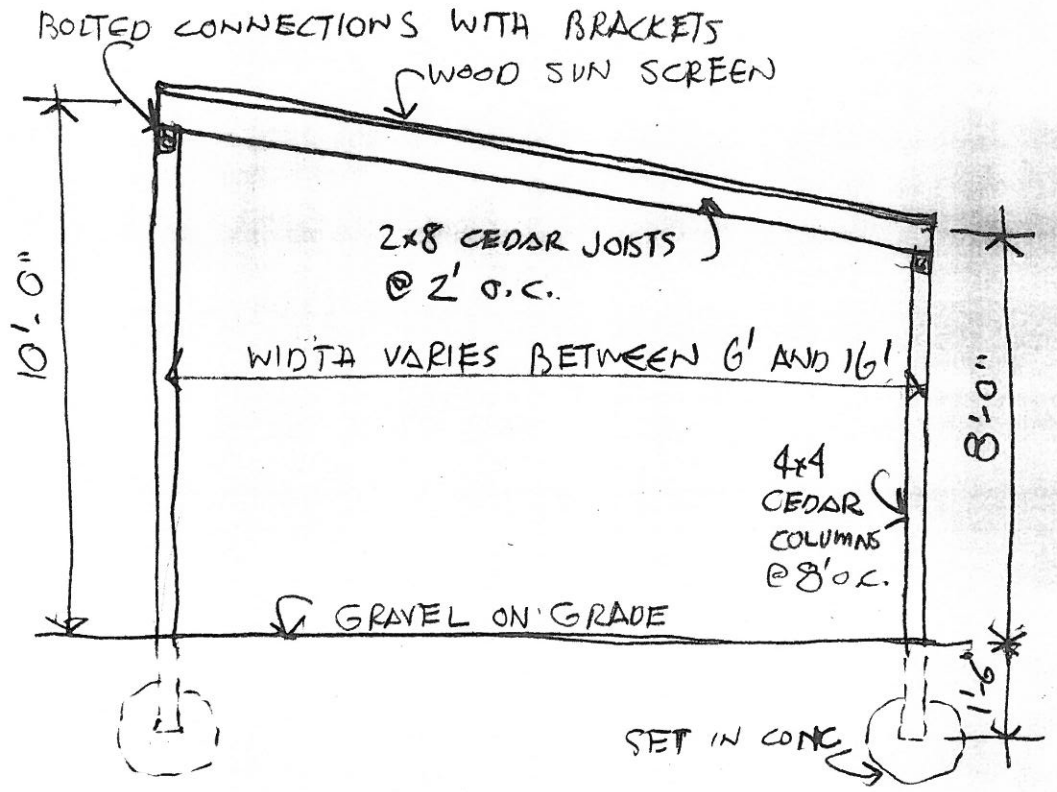 BOLTED CONNECTIONS WITH BRACKETS
WOOD SUN SCREEN
10'-0"
2x8 CEDAR JOISTS
@ 2' o.c.
WIDTH VARIES BETWEEN 6' AND 16'
8'-0"
4x4
CEDAR
COLUMNS
@ 8' o.c.
GRAVEL ON GRADE
1'-6"
SET IN CONC